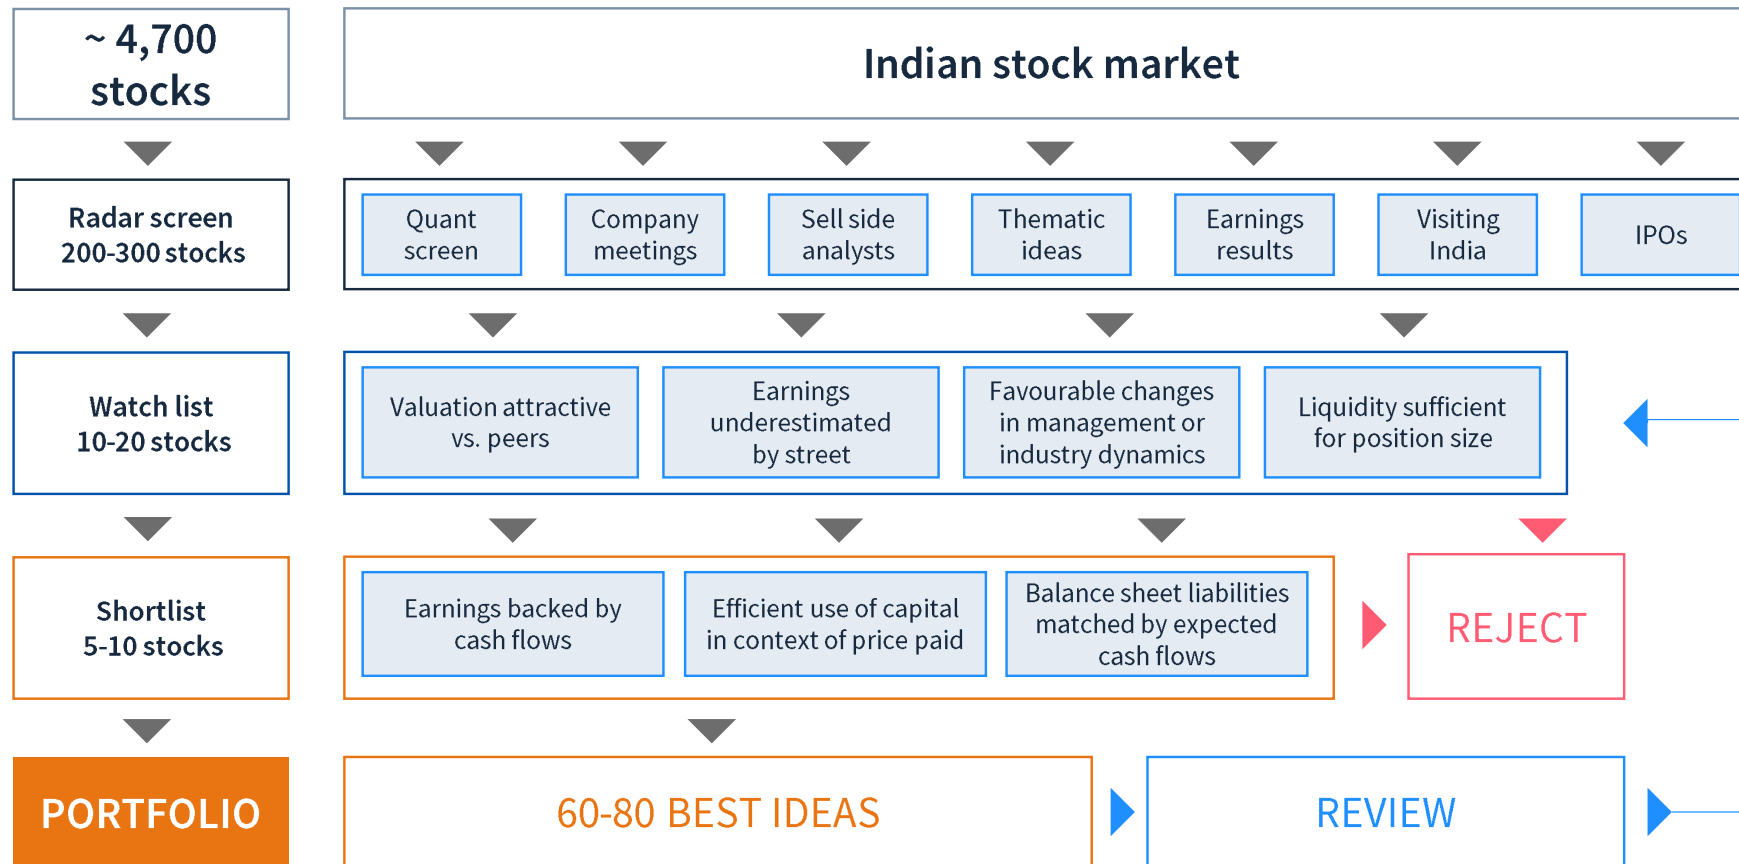 ~ 4,700
stocks
Indian stock market
Radar screen
200-300 stocks
Quant
screen
Company
meetings
Sell side
analysts
Thematic
ideas
Earnings
results
Visiting
India
IPOs
Watch list
10-20 stocks
Valuation attractive
vs. peers
Earnings
underestimated
by street
Favourable changes
in management or
industry dynamics
Liquidity sufficient
for position size
Shortlist
5-10 stocks
Earnings backed by
cash flows
Efficient use of capital
in context of price paid
Balance sheet liabilities
matched by expected
cash flows
REJECT
PORTFOLIO
60-80 BEST IDEAS
REVIEW